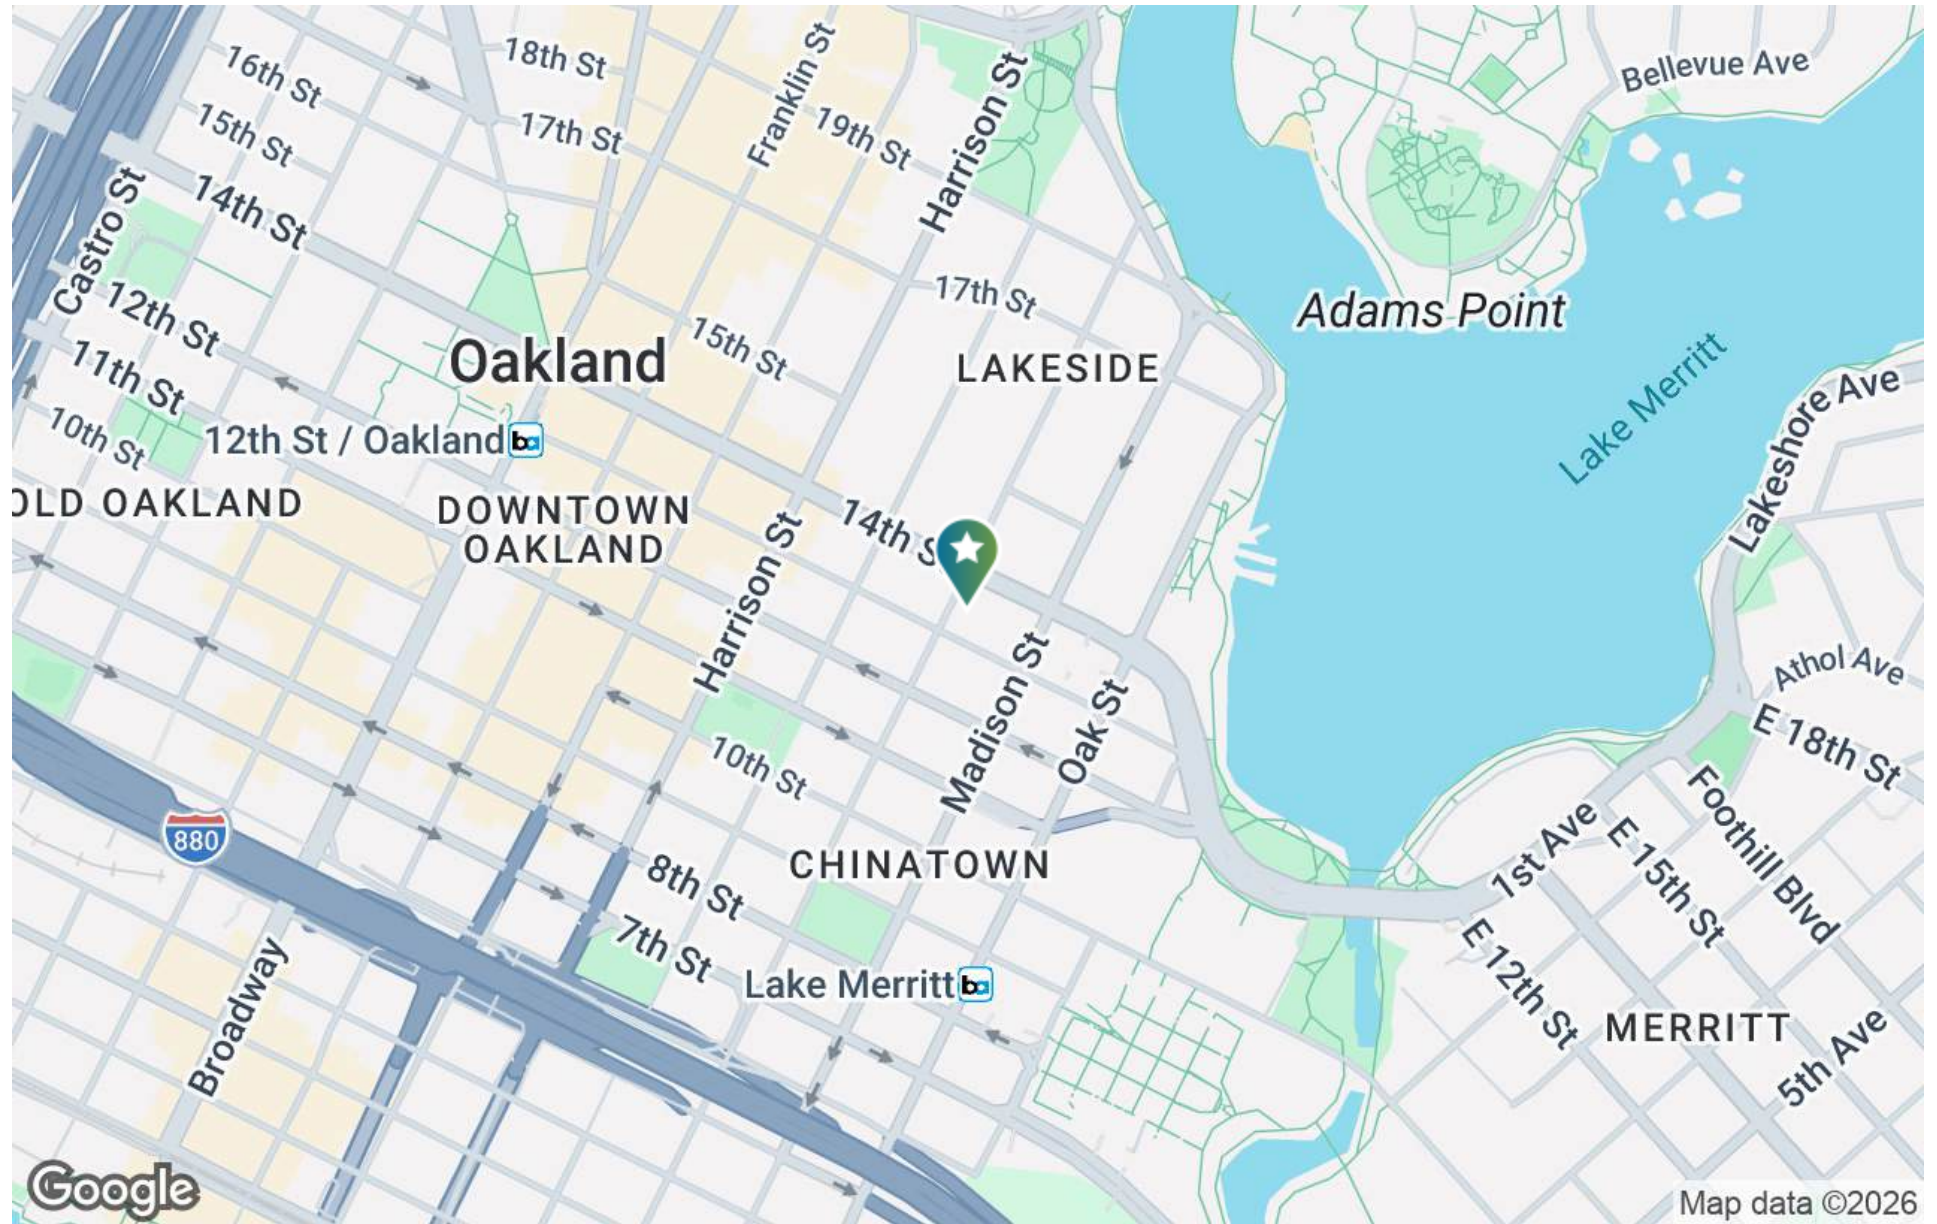 18th St
Franklin St
Harrison St
16th St
Bellevue Ave
15th St
17th St
19th St
14th St
Castro St
12th St
17th St
Adams Point
15th St
Oakland
LAKESIDE
Lake Merritt
11th St
10th St
12th St / Oakland
Lakeshore Ave
OLD OAKLAND
DOWNTOWN
OAKLAND
14th S
Harrison St
Madison St
Athol Ave
Oak St
E 18th St
10th St
880
CHINATOWN
8th St
1st Ave
E 15th St
Foothill Blvd
7th St
Lake Merritt
Broadway
E 12th St
MERRITT
5th Ave
Google
Map data ©2026